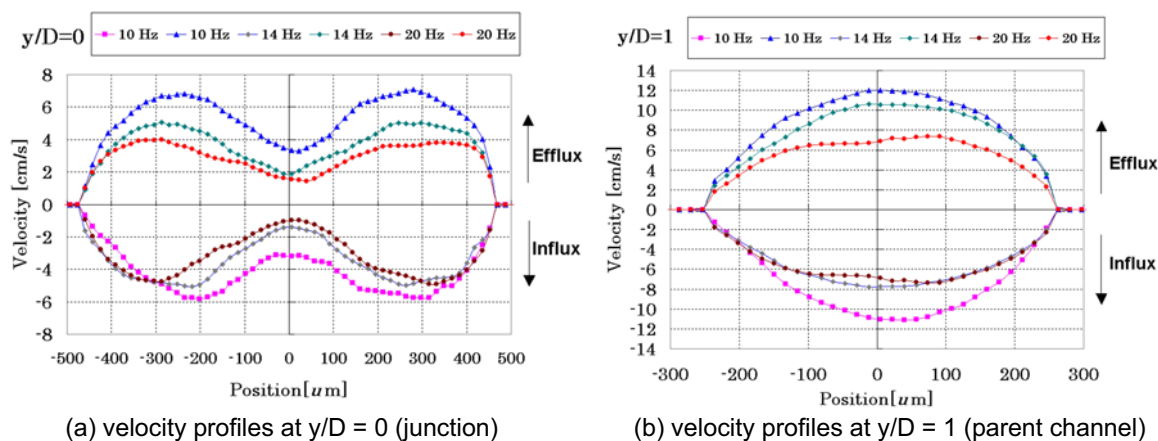 y/D=0
10 Hz 10 Hz 14 Hz 14 Hz 20 Hz 20 Hz
8
6
4
2
0
-2
-4
-6
-8
Velocity [cm/s]
-500 -400 -300 -200 -100 0 100 200 300 400 500
Position[um]
Efflux
Influx
(a) velocity profiles at y/D = 0 (junction)
y/D=1
10 Hz 10 Hz 14 Hz 14 Hz 20 Hz 20 Hz
14
12
10
8
6
4
2
0
-2
-4
-6
-8
-10
-12
-14
Velocity [cm/s]
-300 -200 -100 0 100 200 300
Position[um]
Efflux
Influx
(b) velocity profiles at y/D = 1 (parent channel)